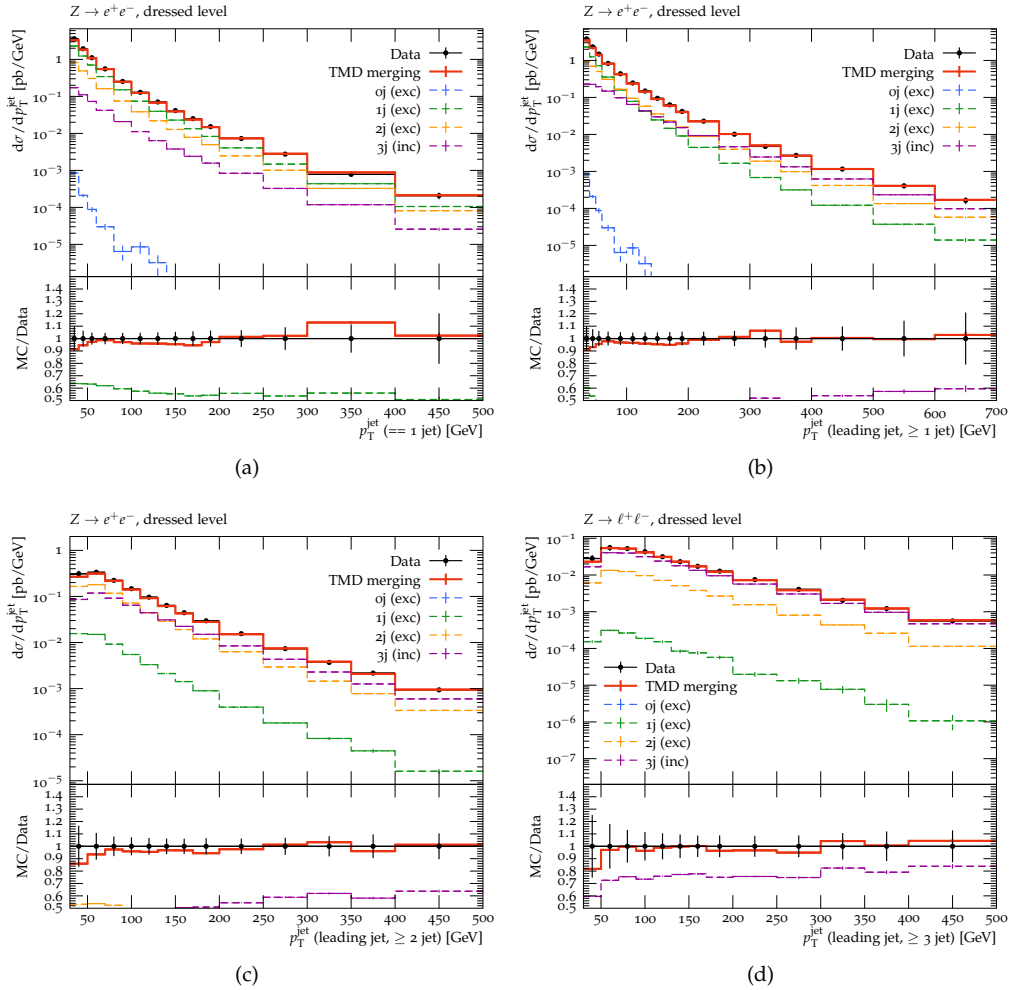 Z → e⁺e⁻, dressed level
dσ/dp_T^jet [pb/GeV]
1
10⁻¹
10⁻²
10⁻³
10⁻⁴
10⁻⁵
Data
TMD merging
0j (exc)
1j (exc)
2j (exc)
3j (inc)
MC/Data
1.4
1.3
1.2
1.1
1
0.9
0.8
0.7
0.6
0.5
50 100 150 200 250 300 350 400 450 500
p_T^jet (== 1 jet) [GeV]
(a)
Z → e⁺e⁻, dressed level
dσ/dp_T^jet [pb/GeV]
1
10⁻¹
10⁻²
10⁻³
10⁻⁴
10⁻⁵
Data
TMD merging
0j (exc)
1j (exc)
2j (exc)
3j (inc)
MC/Data
1.4
1.3
1.2
1.1
1
0.9
0.8
0.7
0.6
0.5
100 200 300 400 500 600 700
p_T^jet (leading jet, ≥ 1 jet) [GeV]
(b)
Z → e⁺e⁻, dressed level
dσ/dp_T^jet [pb/GeV]
1
10⁻¹
10⁻²
10⁻³
10⁻⁴
10⁻⁵
Data
TMD merging
0j (exc)
1j (exc)
2j (exc)
3j (inc)
MC/Data
1.4
1.3
1.2
1.1
1
0.9
0.8
0.7
0.6
0.5
50 100 150 200 250 300 350 400 450 500
p_T^jet (leading jet, ≥ 2 jet) [GeV]
(c)
Z → ℓ⁺ℓ⁻, dressed level
dσ/dp_T^jet [pb/GeV]
10⁻¹
10⁻²
10⁻³
10⁻⁴
10⁻⁵
10⁻⁶
10⁻⁷
Data
TMD merging
0j (exc)
1j (exc)
2j (exc)
3j (inc)
MC/Data
1.4
1.3
1.2
1.1
1
0.9
0.8
0.7
0.6
0.5
50 100 150 200 250 300 350 400 450 500
p_T^jet (leading jet, ≥ 3 jet) [GeV]
(d)